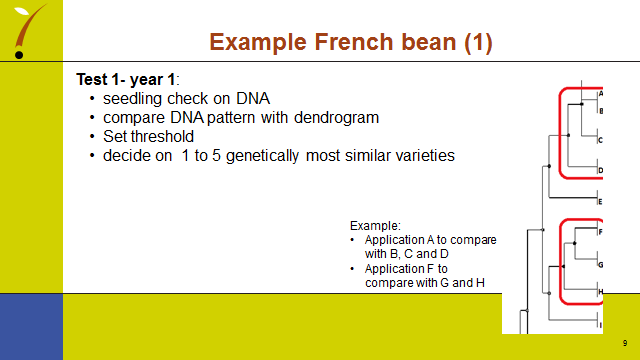 Example French bean (1)
Test 1- year 1:
• seedling check on DNA
• compare DNA pattern with dendrogram
• Set threshold
• decide on 1 to 5 genetically most similar varieties
Example:
• Application A to compare
with B, C and D
• Application F to
compare with G and H
A
B
C
D
E
F
G
H
I
9